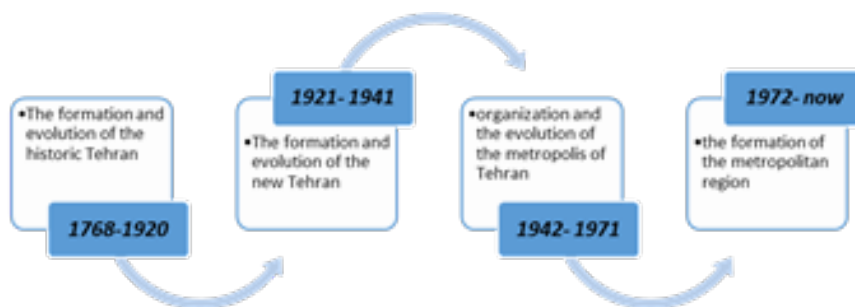 •The formation and
evolution of the
historic Tehran
1768-1920
1921- 1941
•The formation and
evolution of the
new Tehran
•organization and
the evolution of
the metropolis of
Tehran
1942- 1971
1972- now
•the formation of
the metropolitan
region